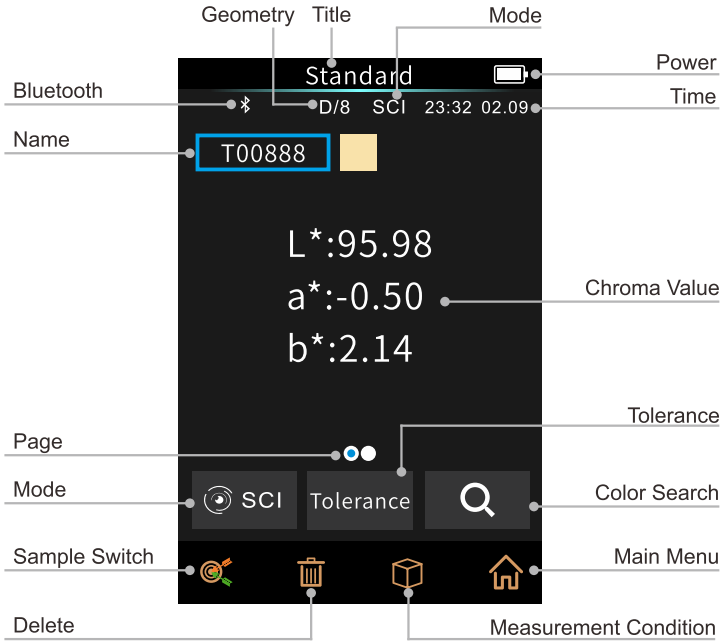 Geometry Title Mode
Standard
Power
Bluetooth
Time
D/8 SCI 23:32 02.09
Name
T00888
L*:95.98
a*:-0.50
Chroma Value
b*:2.14
Tolerance
Page
Mode
SCI
Tolerance
Color Search
Sample Switch
Main Menu
Delete
Measurement Condition